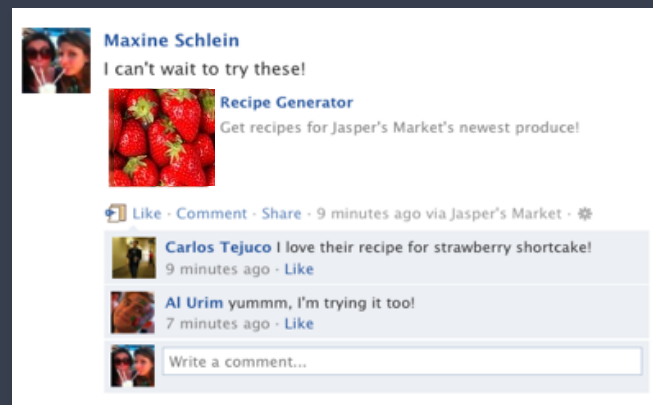 Maxine Schlein
I can't wait to try these!
Recipe Generator
Get recipes for Jasper's Market's newest produce!
Like · Comment · Share · 9 minutes ago via Jasper's Market ·
Carlos Tejuco I love their recipe for strawberry shortcake!
9 minutes ago · Like
Al Urim yummm, I'm trying it too!
7 minutes ago · Like
Write a comment...